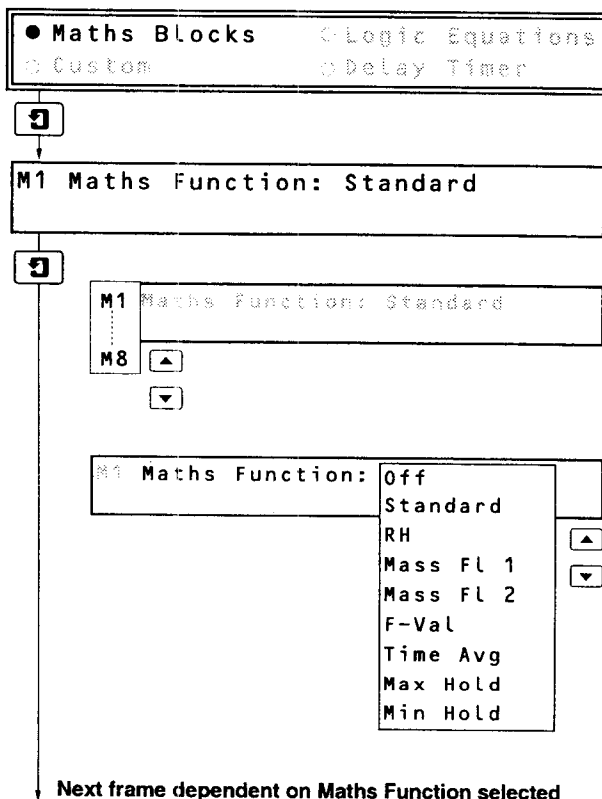 ● Maths Blocks ○ Logic Equations
○ Custom ○ Delay Timer
M1 Maths Function: Standard
M1 Maths Function: Standard
M8
M1 Maths Function: Off
Standard
RH
Mass Fl 1
Mass Fl 2
F-Val
Time Avg
Max Hold
Min Hold
Next frame dependent on Maths Function selected